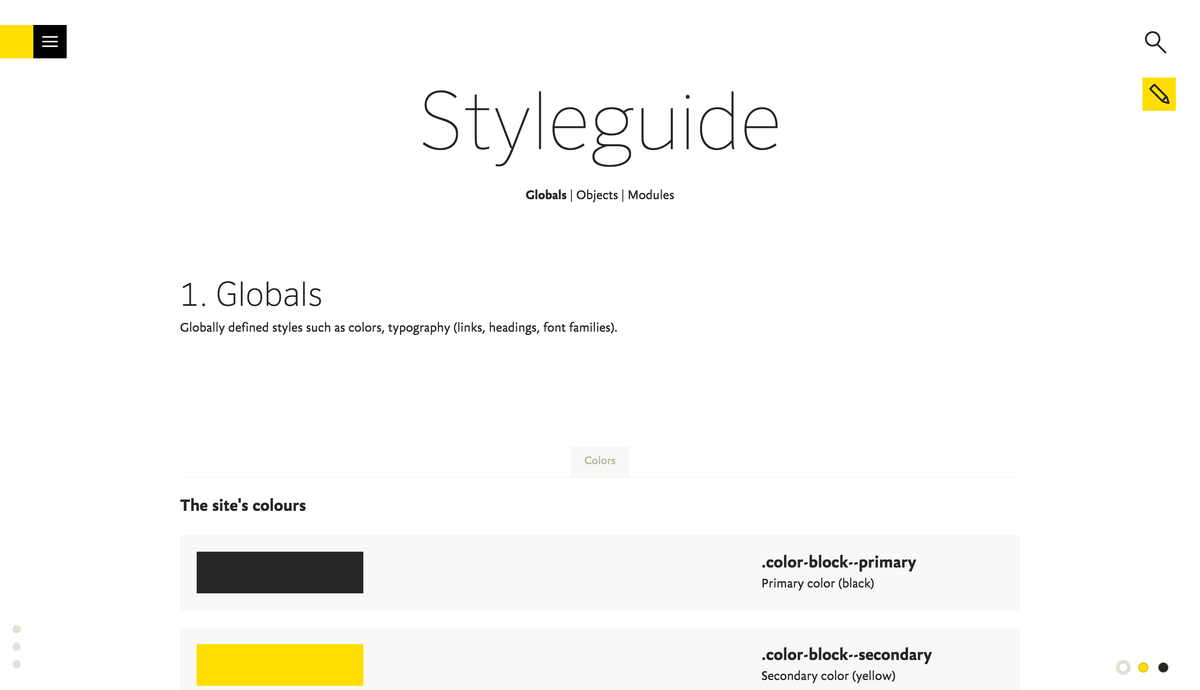 Styleguide
Globals | Objects | Modules
1. Globals
Globally defined styles such as colors, typography (links, headings, font families).
Colors
The site's colours
.color-block--primary
Primary color (black)
.color-block--secondary
Secondary color (yellow)